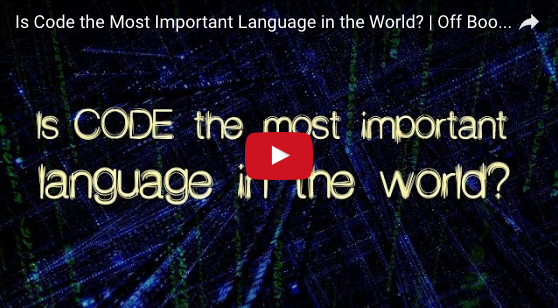 Is Code the Most Important Language in the World? | Off Boo...
Is CODE the most important
language in the world?